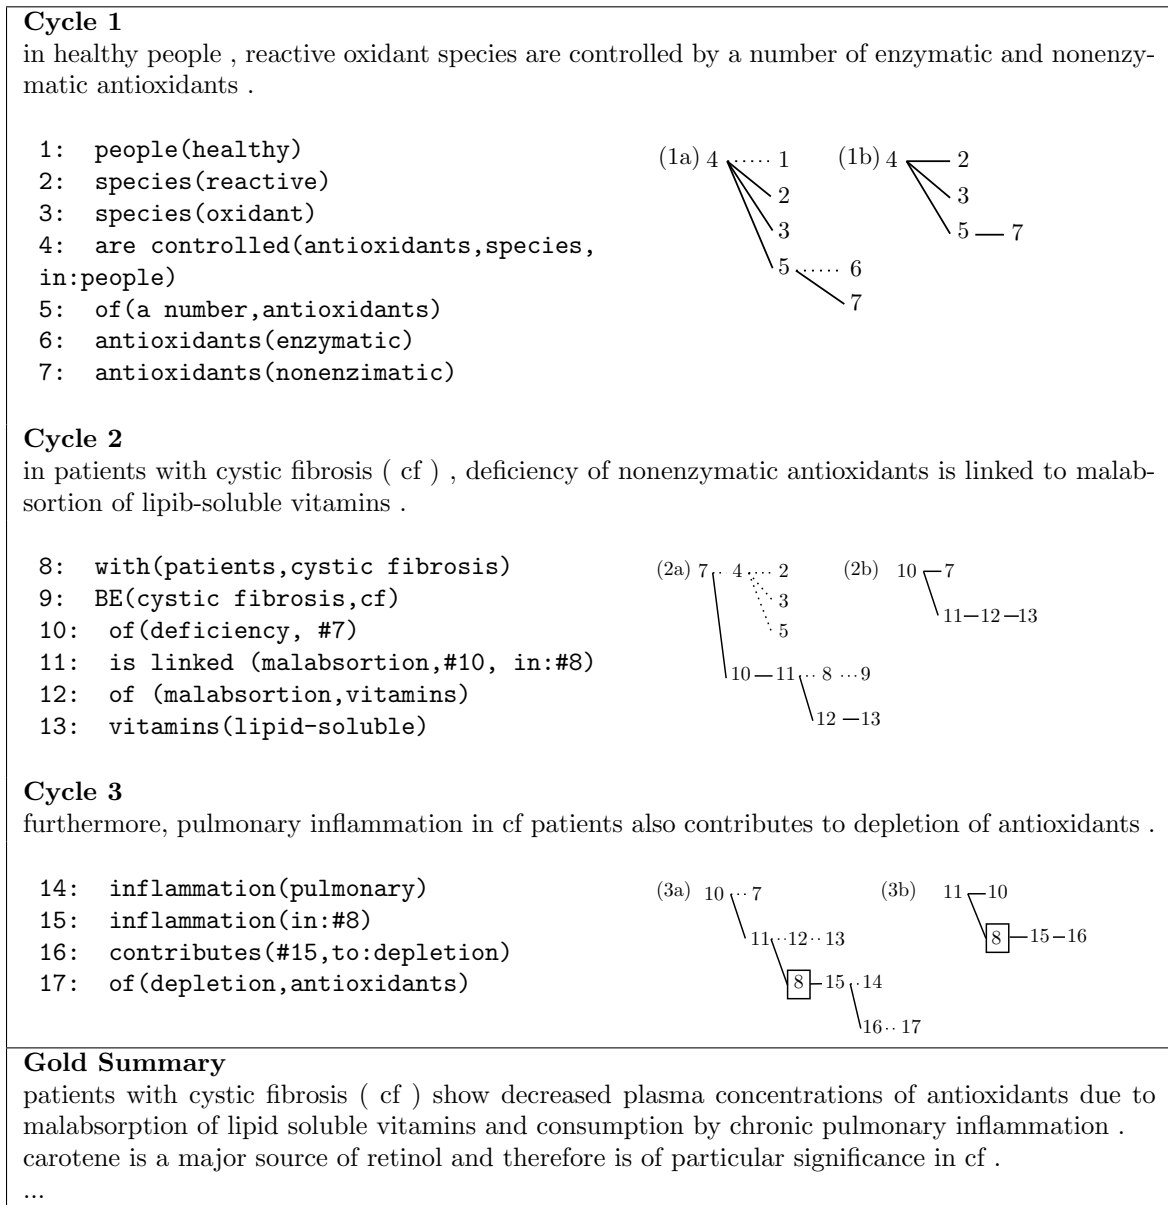 Cycle 1
in healthy people , reactive oxidant species are controlled by a number of enzymatic and nonenzy-
matic antioxidants .
1: people(healthy)
2: species(reactive)
3: species(oxidant)
4: are controlled(antioxidants,species,
in:people)
5: of(a number,antioxidants)
6: antioxidants(enzymatic)
7: antioxidants(nonenzimatic)
(1a) 4 ..... 1
2
3
5 ...... 6
7
(1b) 4 — 2
3
5 — 7
Cycle 2
in patients with cystic fibrosis ( cf ) , deficiency of nonenzymatic antioxidants is linked to malab-
sortion of lipib-soluble vitamins .
8: with(patients,cystic fibrosis)
9: BE(cystic fibrosis,cf)
10: of(deficiency, #7)
11: is linked (malabsortion,#10, in:#8)
12: of (malabsortion,vitamins)
13: vitamins(lipid-soluble)
(2a) 7 .. 4 .... 2
3
5
10 — 11 .. 8 ... 9
12 — 13
(2b) 10 — 7
11 — 12 — 13
Cycle 3
furthermore, pulmonary inflammation in cf patients also contributes to depletion of antioxidants .
14: inflammation(pulmonary)
15: inflammation(in:#8)
16: contributes(#15,to:depletion)
17: of(depletion,antioxidants)
(3a) 10 .. 7
11 .. 12 .. 13
8 — 15 .. 14
16 .. 17
(3b) 11 — 10
8 — 15 — 16
Gold Summary
patients with cystic fibrosis ( cf ) show decreased plasma concentrations of antioxidants due to
malabsorption of lipid soluble vitamins and consumption by chronic pulmonary inflammation .
carotene is a major source of retinol and therefore is of particular significance in cf .
...